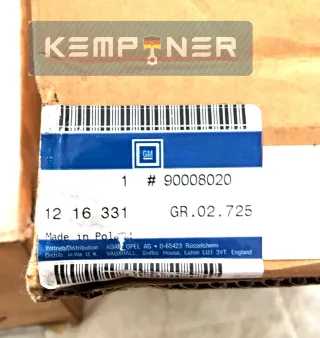 KEMPTNER
GM
1 # 90008020
12 16 331 GR.02.725
Made in Poland
Vertrieb/Distribution ADAM OPEL AG • D-65423 Rüsselsheim
Distrib. in the U.K. VAUXHALL, Griffin House, Luton LU1 3YT England